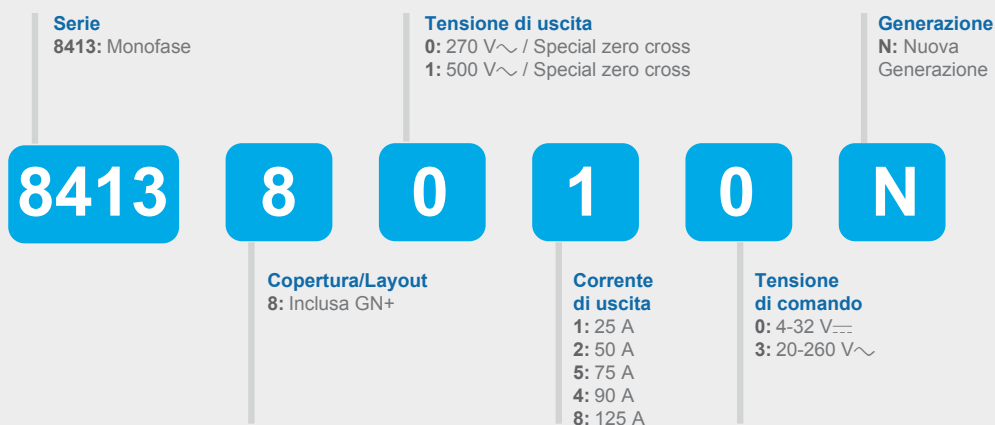 Serie
8413: Monofase
Tensione di uscita
0: 270 V∿ / Special zero cross
1: 500 V∿ / Special zero cross
Generazione
N: Nuova
Generazione
8413 8 0 1 0 N
Copertura/Layout
8: Inclusa GN+
Corrente
di uscita
1: 25 A
2: 50 A
5: 75 A
4: 90 A
8: 125 A
Tensione
di comando
0: 4-32 V⎓
3: 20-260 V∿